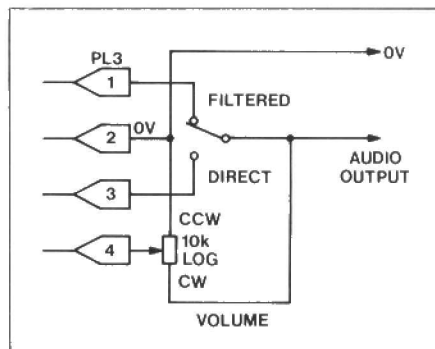 PL3
0V
1
FILTERED
2
0V
AUDIO
OUTPUT
3
DIRECT
CCW
4
10k
LOG
CW
VOLUME